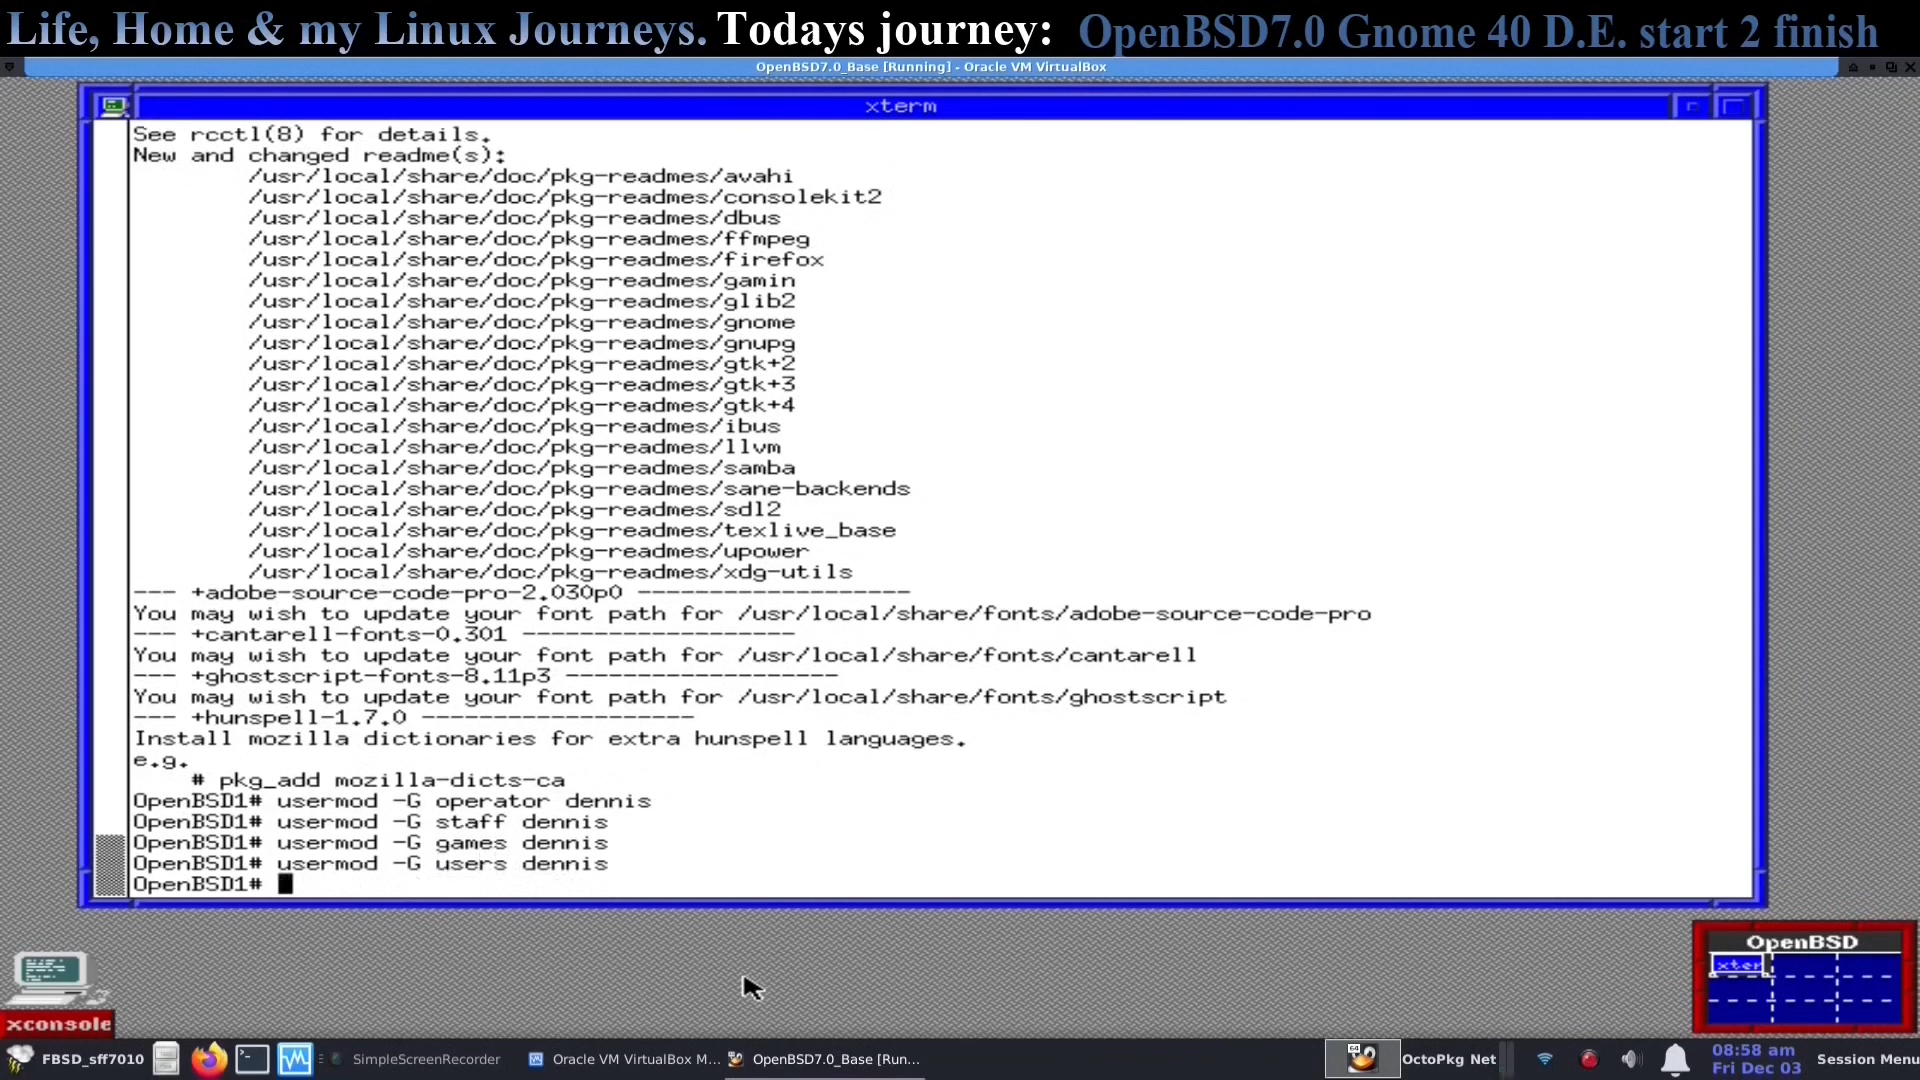 Life, Home & my Linux Journeys. Todays journey: OpenBSD7.0 Gnome 40 D.E. start 2 finish
OpenBSD7.0_Base [Running] - Oracle VM VirtualBox
xterm
See rcctl(8) for details.
New and changed readme(s):
/usr/local/share/doc/pkg-readmes/avahi
/usr/local/share/doc/pkg-readmes/consolekit2
/usr/local/share/doc/pkg-readmes/dbus
/usr/local/share/doc/pkg-readmes/ffmpeg
/usr/local/share/doc/pkg-readmes/firefox
/usr/local/share/doc/pkg-readmes/gamin
/usr/local/share/doc/pkg-readmes/glib2
/usr/local/share/doc/pkg-readmes/gnome
/usr/local/share/doc/pkg-readmes/gnupg
/usr/local/share/doc/pkg-readmes/gtk+2
/usr/local/share/doc/pkg-readmes/gtk+3
/usr/local/share/doc/pkg-readmes/gtk+4
/usr/local/share/doc/pkg-readmes/ibus
/usr/local/share/doc/pkg-readmes/llvm
/usr/local/share/doc/pkg-readmes/samba
/usr/local/share/doc/pkg-readmes/sane-backends
/usr/local/share/doc/pkg-readmes/sdl2
/usr/local/share/doc/pkg-readmes/texlive_base
/usr/local/share/doc/pkg-readmes/upower
/usr/local/share/doc/pkg-readmes/xdg-utils
--- +adobe-source-code-pro-2.030p0 -------------------
You may wish to update your font path for /usr/local/share/fonts/adobe-source-code-pro
--- +cantarell-fonts-0.301 -------------------
You may wish to update your font path for /usr/local/share/fonts/cantarell
--- +ghostscript-fonts-8.11p3 -------------------
You may wish to update your font path for /usr/local/share/fonts/ghostscript
--- +hunspell-1.7.0 -------------------
Install mozilla dictionaries for extra hunspell languages.
e.g.
# pkg_add mozilla-dicts-ca
OpenBSD1# usermod -G operator dennis
OpenBSD1# usermod -G staff dennis
OpenBSD1# usermod -G games dennis
OpenBSD1# usermod -G users dennis
OpenBSD1#
OpenBSD
xter
xconsole
FBSD_sff7010 SimpleScreenRecorder Oracle VM VirtualBox M... OpenBSD7.0_Base [Run... OctoPkg Net 08:58 am Session Menu
Fri Dec 03